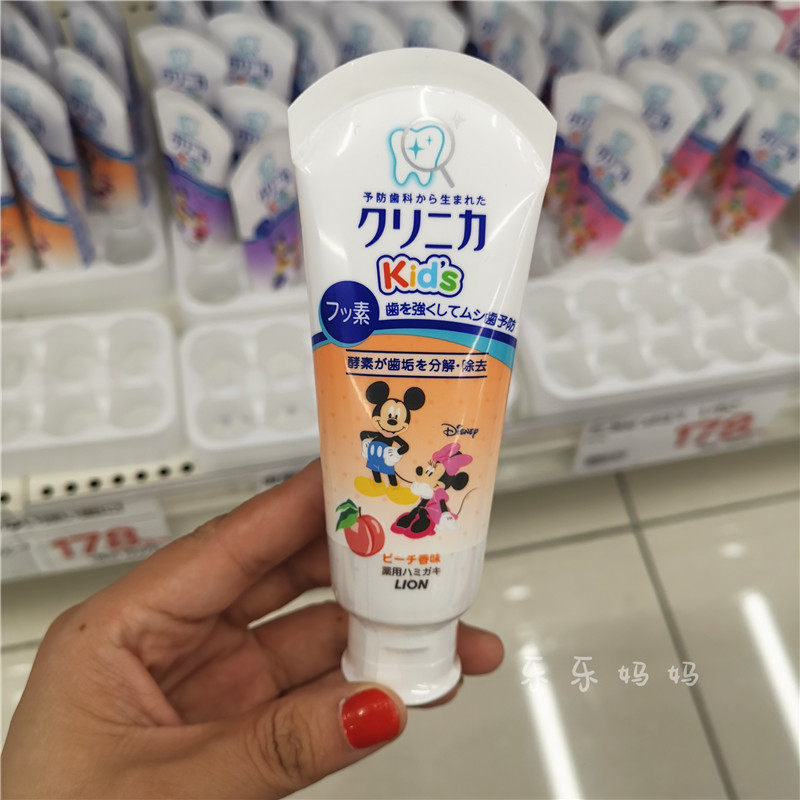 予防歯科から生まれた
クリニカ
Kid's
フッ素
歯を強くしてムシ歯予防
酵素が歯垢を分解・除去
Disney
ピーチ香味
薬用ハミガキ
LION
178
178
乐乐妈妈